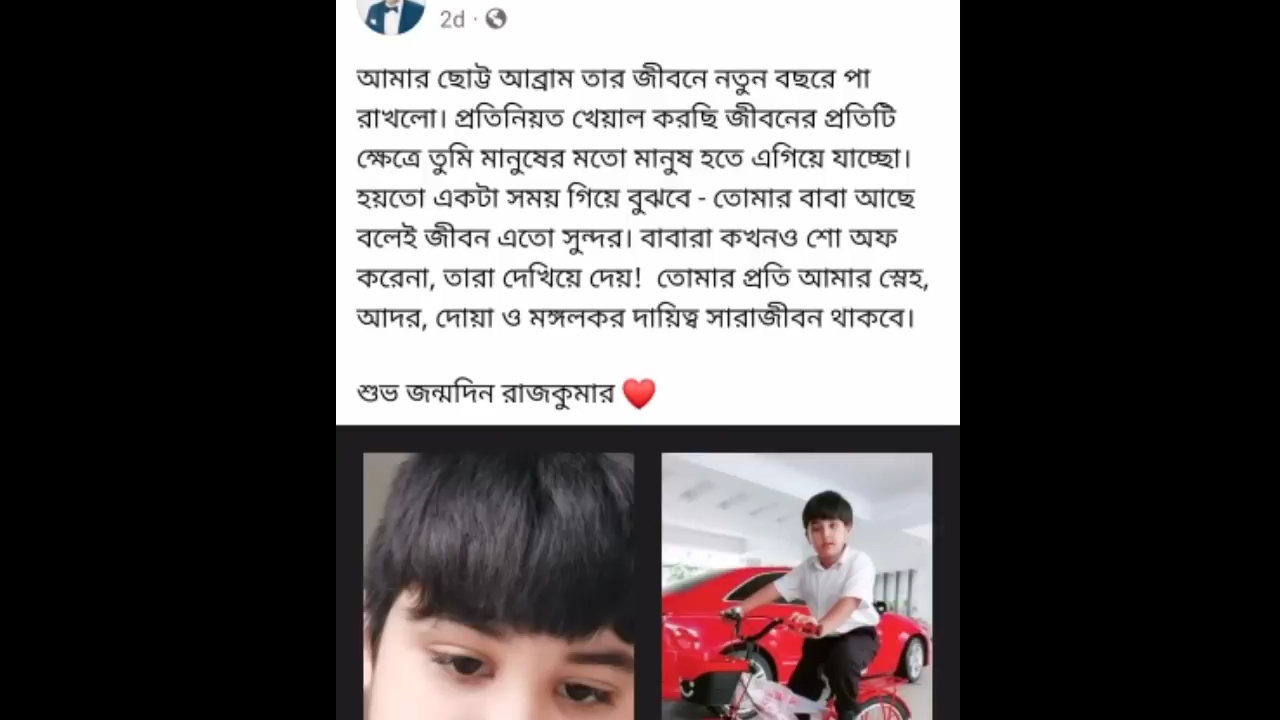 2d ·
আমার ছোট্ট আব্রাম তার জীবনে নতুন বছরে পা
রাখলো। প্রতিনিয়ত খেয়াল করছি জীবনের প্রতিটি
ক্ষেত্রে তুমি মানুষের মতো মানুষ হতে এগিয়ে যাচ্ছো।
হয়তো একটা সময় গিয়ে বুঝবে - তোমার বাবা আছে
বলেই জীবন এতো সুন্দর। বাবারা কখনও শো অফ
করেনা, তারা দেখিয়ে দেয়! তোমার প্রতি আমার স্নেহ,
আদর, দোয়া ও মঙ্গলকর দায়িত্ব সারাজীবন থাকবে।
শুভ জন্মদিন রাজকুমার ❤️